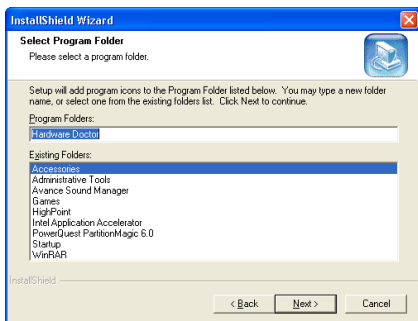 InstallShield Wizard
Select Program Folder
Please select a program folder.
Setup will add program icons to the Program Folder listed below. You may type a new folder
name, or select one from the existing folders list. Click Next to continue.
Program Folders:
Hardware Doctor
Existing Folders:
Accessories
Administrative Tools
Avance Sound Manager
Games
HighPoint
Intel Application Accelerator
PowerQuest PartitionMagic 6.0
Startup
WinRAR
InstallShield
< Back
Next >
Cancel